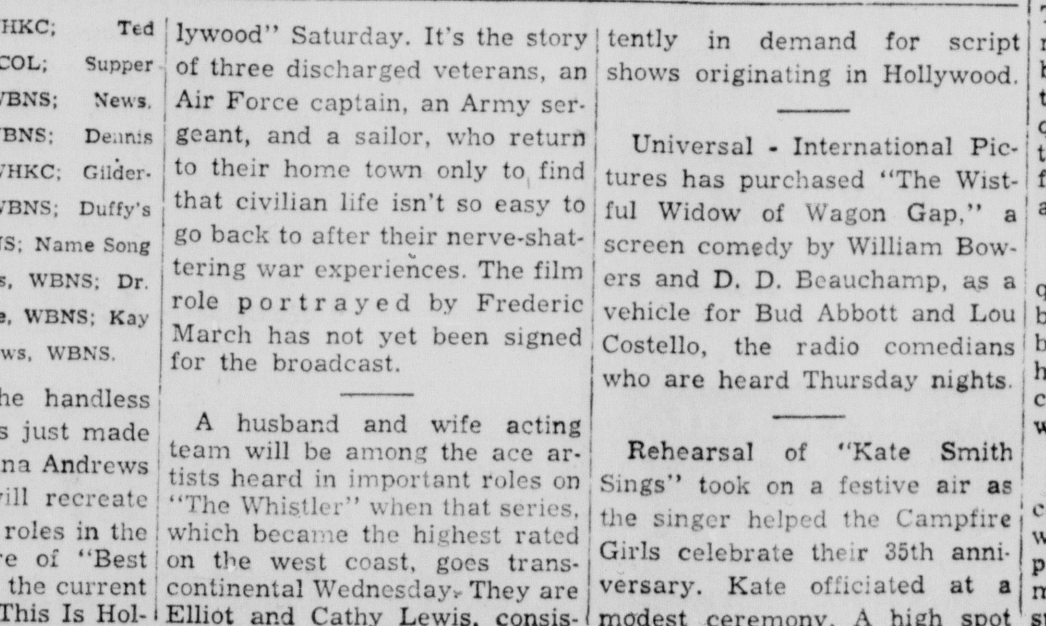 HKC; Ted
COL; Supper
BNS; News.
BNS; Dennis
HKC; Gilder-
BNS; Duffy's
S; Name Song
s, WBNS; Dr.
e, WBNS; Kay
ws, WBNS.
he handless
s just made
na Andrews
ill recreate
roles in the
re of "Best
the current
This Is Hol-
lywood" Saturday. It's the story
of three discharged veterans, an
Air Force captain, an Army ser-
geant, and a sailor, who return
to their home town only to find
that civilian life isn't so easy to
go back to after their nerve-shat-
tering war experiences. The film
role portrayed by Frederic
March has not yet been signed
for the broadcast.
A husband and wife acting
team will be among the ace ar-
tists heard in important roles on
"The Whistler" when that series,
which became the highest rated
on the west coast, goes trans-
continental Wednesday. They are
Elliot and Cathy Lewis, consis-
tently in demand for script
shows originating in Hollywood.
Universal - International Pic-
tures has purchased "The Wist-
ful Widow of Wagon Gap," a
screen comedy by William Bow-
ers and D. D. Beauchamp, as a
vehicle for Bud Abbott and Lou
Costello, the radio comedians
who are heard Thursday nights.
Rehearsal of "Kate Smith
Sings" took on a festive air as
the singer helped the Campfire
Girls celebrate their 35th anni-
versary. Kate officiated at a
modest ceremony. A high spot